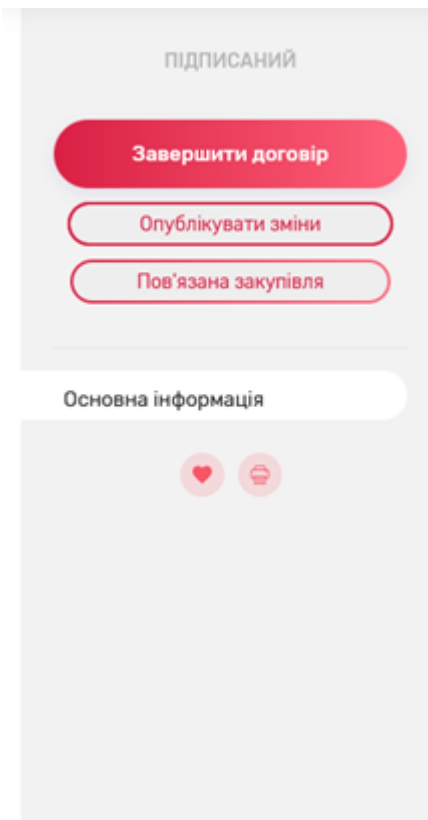 ПІДПИСАНИЙ
Завершити договір
Опублікувати зміни
Пов'язана закупівля
Основна інформація